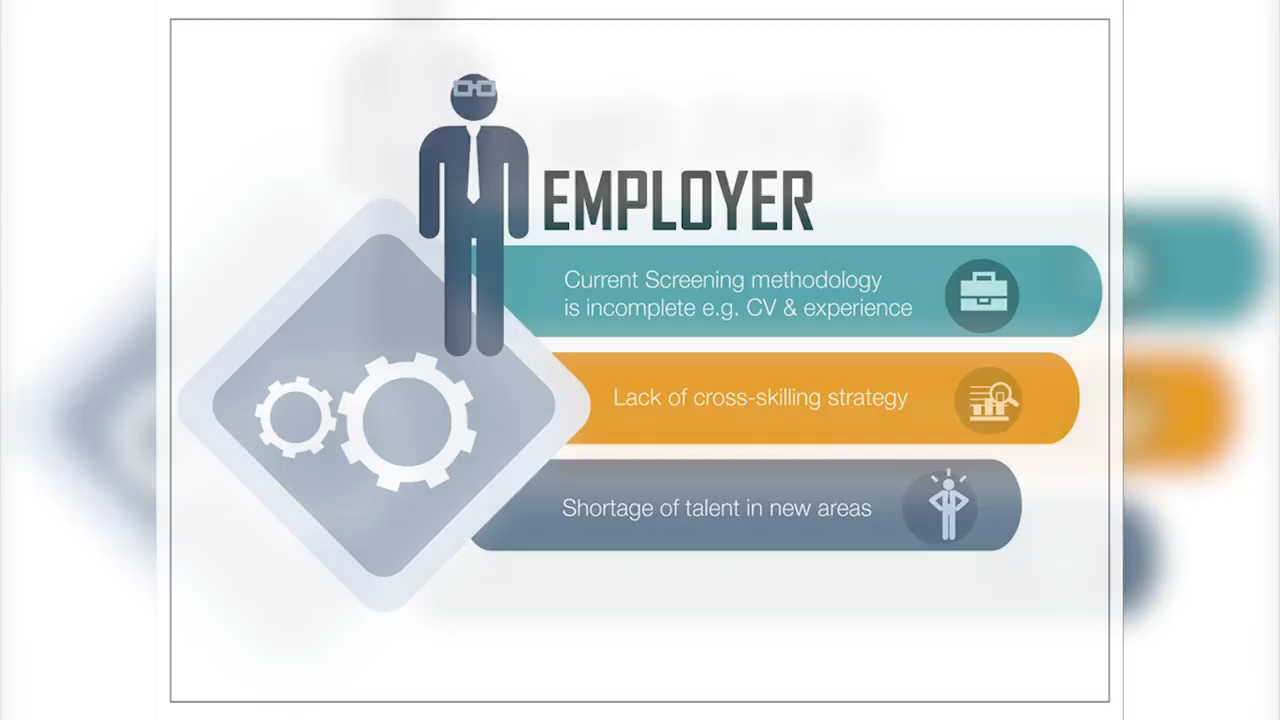 EMPLOYER
Current Screening methodology
is incomplete e.g. CV & experience
Lack of cross-skilling strategy
Shortage of talent in new areas